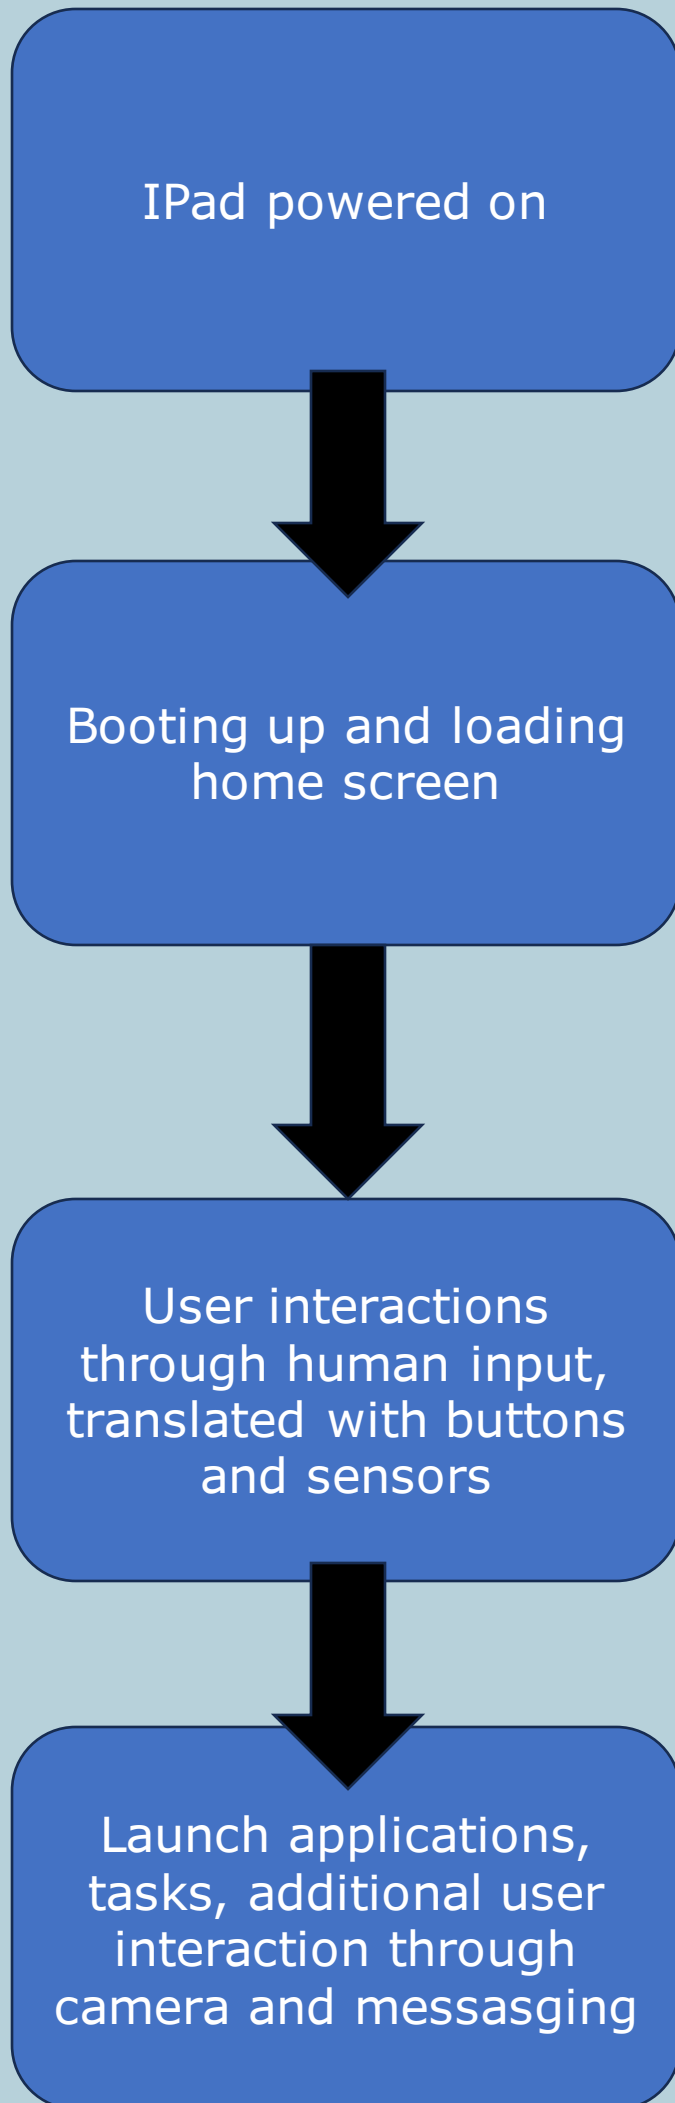 IPad powered on
Booting up and loading
home screen
User interactions
through human input,
translated with buttons
and sensors
Launch applications,
tasks, additional user
interaction through
camera and messasging